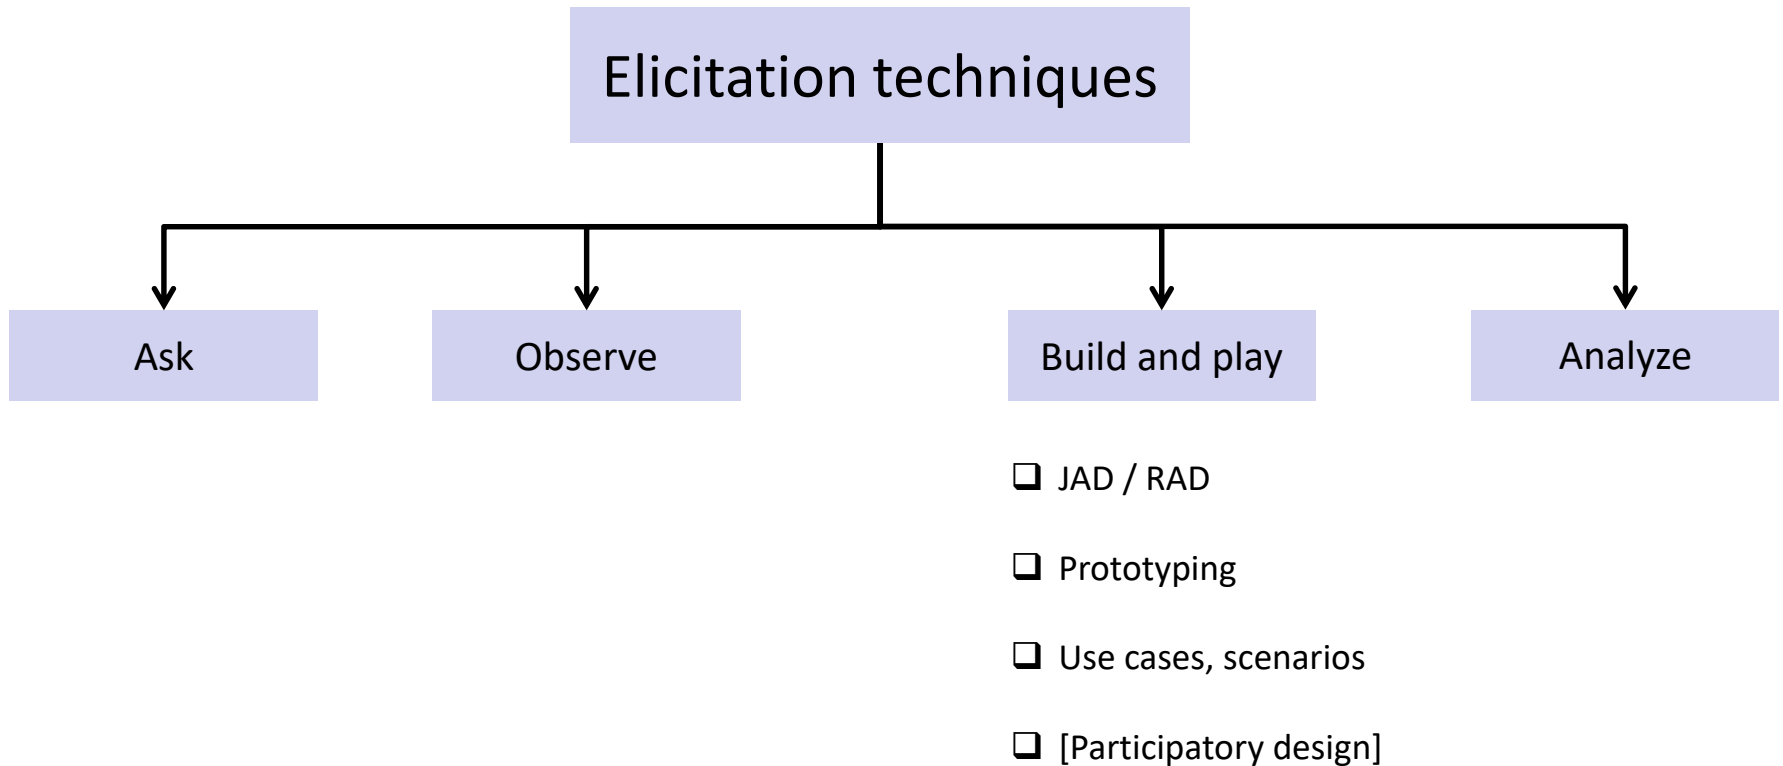 Elicitation techniques
Ask
Observe
Build and play
Analyze
❑ JAD / RAD
❑ Prototyping
❑ Use cases, scenarios
❑ [Participatory design]